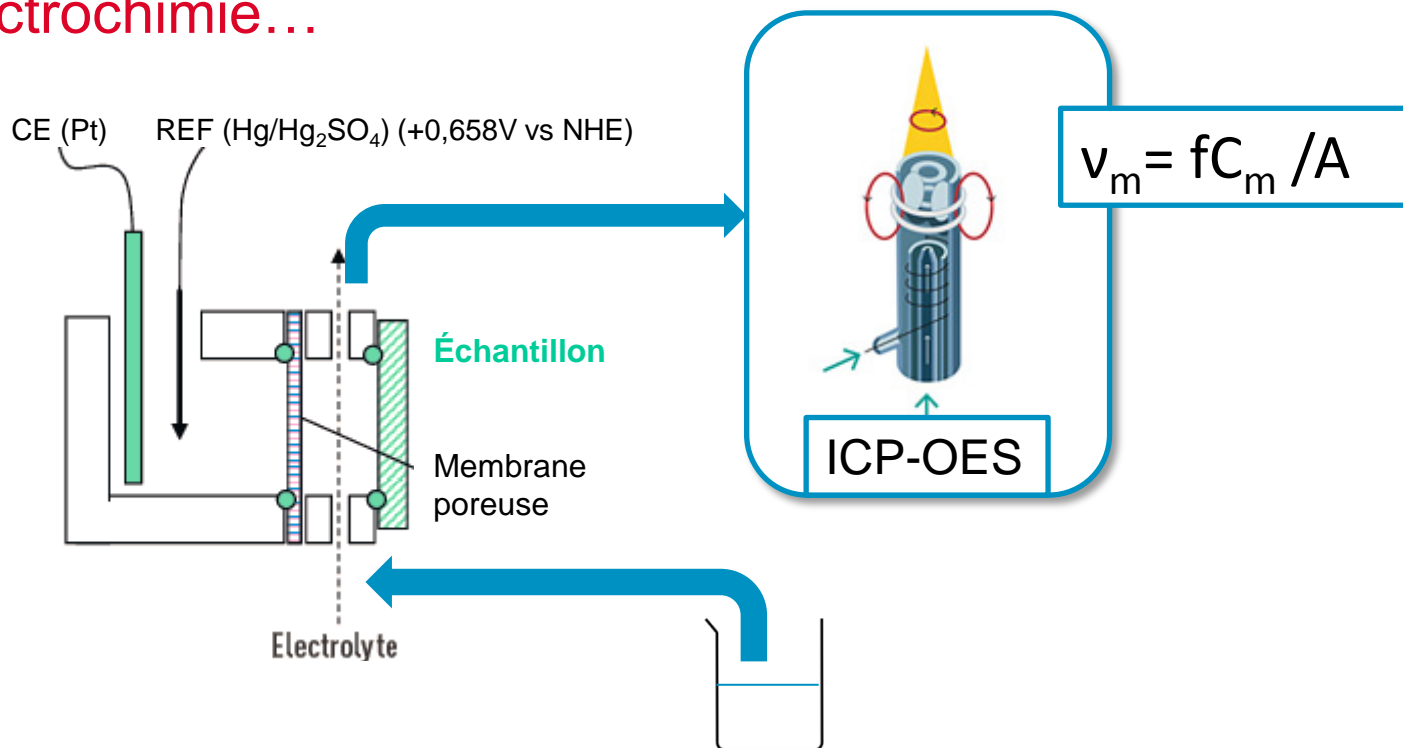 ctrochimie…
CE (Pt)
REF (Hg/Hg₂SO₄) (+0,658V vs NHE)
νₘ= fCₘ /A
Échantillon
ICP-OES
Membrane
poreuse
Electrolyte